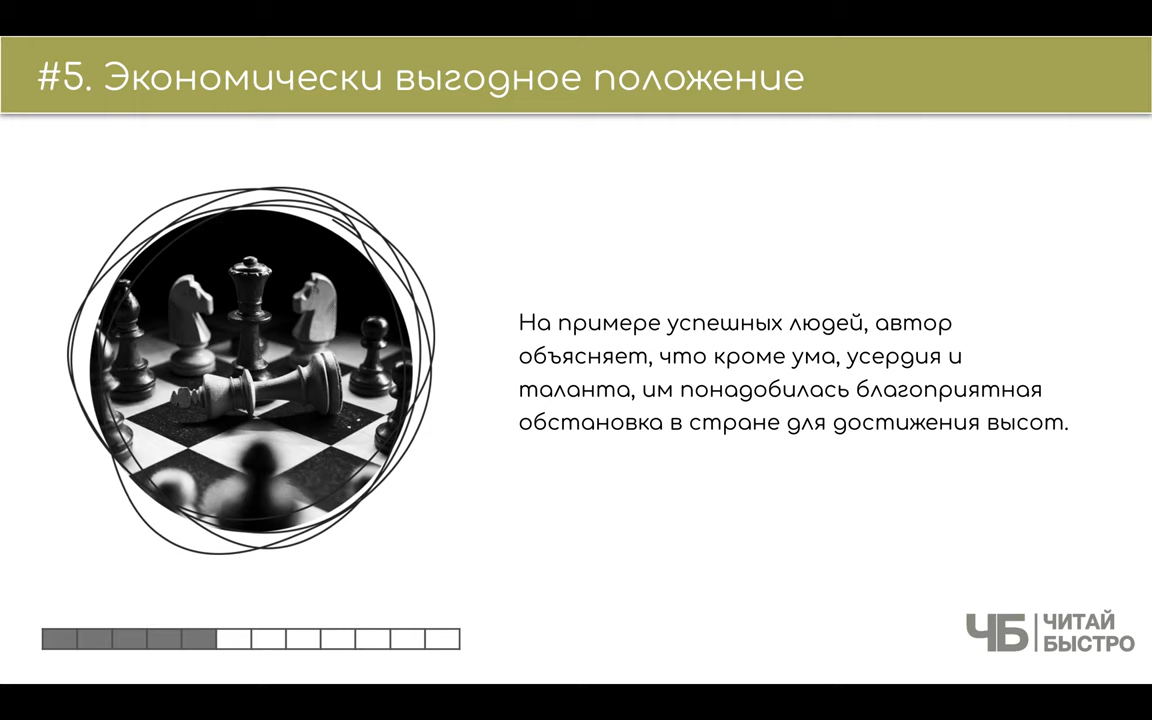 #5. Экономически выгодное положение
На примере успешных людей, автор
объясняет, что кроме ума, усердия и
таланта, им понадобилась благоприятная
обстановка в стране для достижения высот.
ЧБ
ЧИТАЙ
БЫСТРО